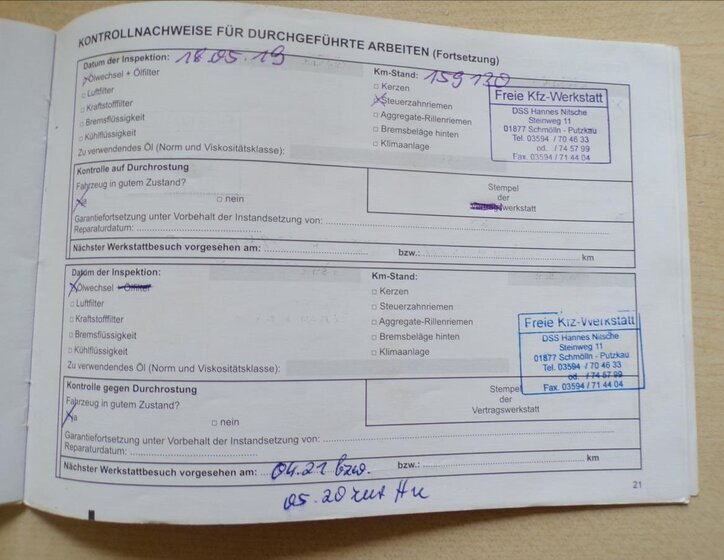 KONTROLLNACHWEISE FÜR DURCHGEFÜHRTE ARBEITEN (Fortsetzung)
Datum der Inspektion: 18.05.19 Km-Stand: 159 130
Ölwechsel + Ölfilter
Luftfilter
Kraftstofffilter
Bremsflüssigkeit
Kühlflüssigkeit
Kerzen
Steuerzahnriemen
Aggregate-Rillenriemen
Bremsbeläge hinten
Klimaanlage
Freie Kfz-Werkstatt
DSS Hannes Nitsche
Steinweg 11
01877 Schmölln - Putzkau
Tel. 03594 / 70 46 33
od. / 74 57 99
Fax. 03594 / 71 44 04
Zu verwendendes Öl (Norm und Viskositätsklasse):
Kontrolle auf Durchrostung
Fahrzeug in gutem Zustand?
ja nein
Stempel
der
werkstatt
Garantiefortsetzung unter Vorbehalt der Instandsetzung von:
Reparaturdatum:
Nächster Werkstattbesuch vorgesehen am: bzw.: km
Datum der Inspektion: Km-Stand:
Ölwechsel Ölfilter
Luftfilter
Kraftstofffilter
Bremsflüssigkeit
Kühlflüssigkeit
Kerzen
Steuerzahnriemen
Aggregate-Rillenriemen
Bremsbeläge hinten
Klimaanlage
Freie Kfz-Werkstatt
DSS Hannes Nitsche
Steinweg 11
01877 Schmölln - Putzkau
Tel. 03594 / 70 46 33
od. / 74 57 99
Fax. 03594 / 71 44 04
Zu verwendendes Öl (Norm und Viskositätsklasse):
Kontrolle gegen Durchrostung
Fahrzeug in gutem Zustand?
ja nein
Stempel
der
Vertragswerkstatt
Garantiefortsetzung unter Vorbehalt der Instandsetzung von:
Reparaturdatum:
Nächster Werkstattbesuch vorgesehen am: 04.21 bzw. bzw.: km
05.20
21